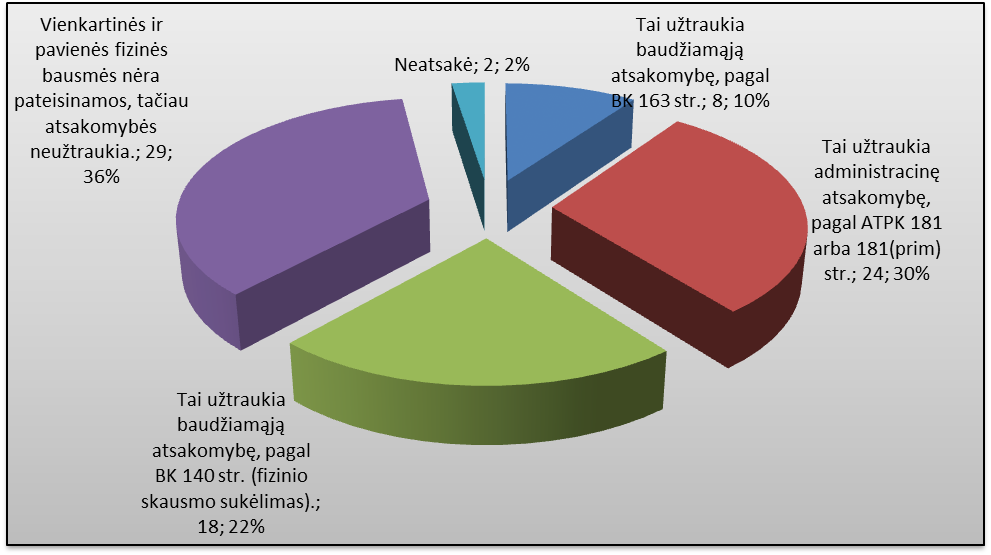 Vienkartinės ir
pavienės fizinės
bausmės nėra
pateisinamos, tačiau
atsakomybės
neužtraukia.; 29;
36%
Neatsakė; 2; 2%
Tai užtraukia
baudžiamąją
atsakomybę, pagal
BK 163 str.; 8; 10%
Tai užtraukia
administracinę
atsakomybę,
pagal ATPK 181
arba 181(prim)
str.; 24; 30%
Tai užtraukia
baudžiamąją
atsakomybę, pagal
BK 140 str. (fizinio
skausmo sukėlimas).;
18; 22%